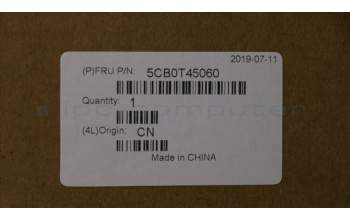 2019-07-11
(P)FRU P/N: 5CB0T45060
Quantity: 1
(4L)Origin: CN
Made in CHINA